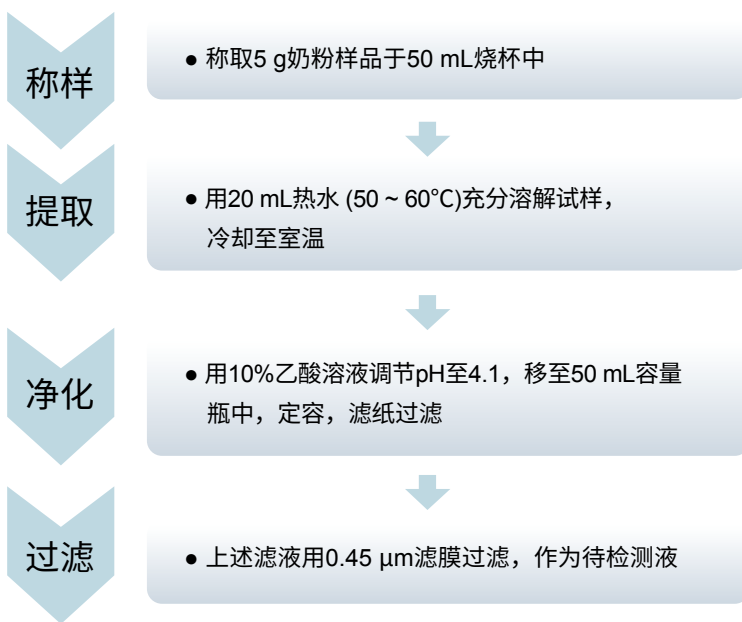 称样
● 称取5 g奶粉样品于50 mL烧杯中
提取
● 用20 mL热水 (50 ~ 60℃)充分溶解试样，
冷却至室温
净化
● 用10%乙酸溶液调节pH至4.1，移至50 mL容量
瓶中，定容，滤纸过滤
过滤
● 上述滤液用0.45 μm滤膜过滤，作为待检测液